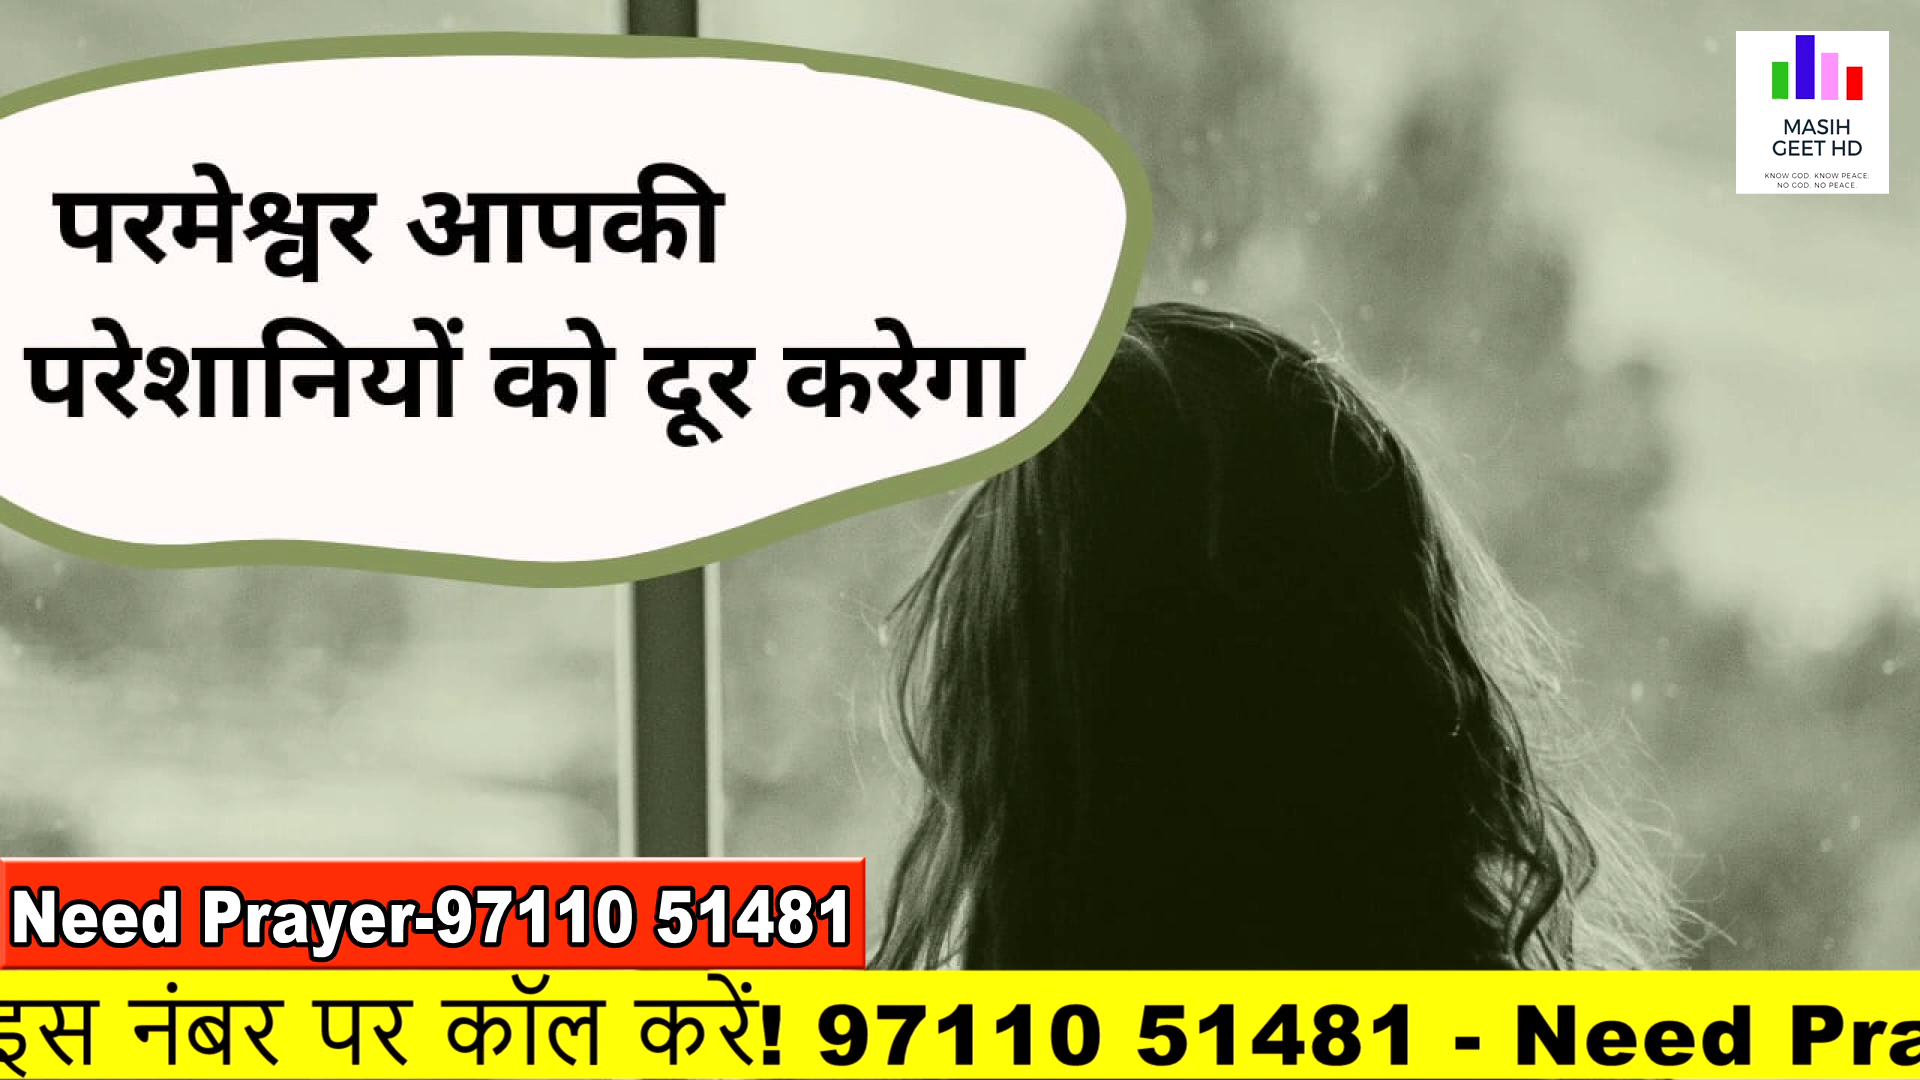 परमेश्वर आपकी
परेशानियों को दूर करेगा
MASIH
GEET HD
KNOW GOD. KNOW PEACE.
NO GOD. NO PEACE.
Need Prayer-97110 51481
इस नंबर पर कॉल करें! 97110 51481 - Need Pra